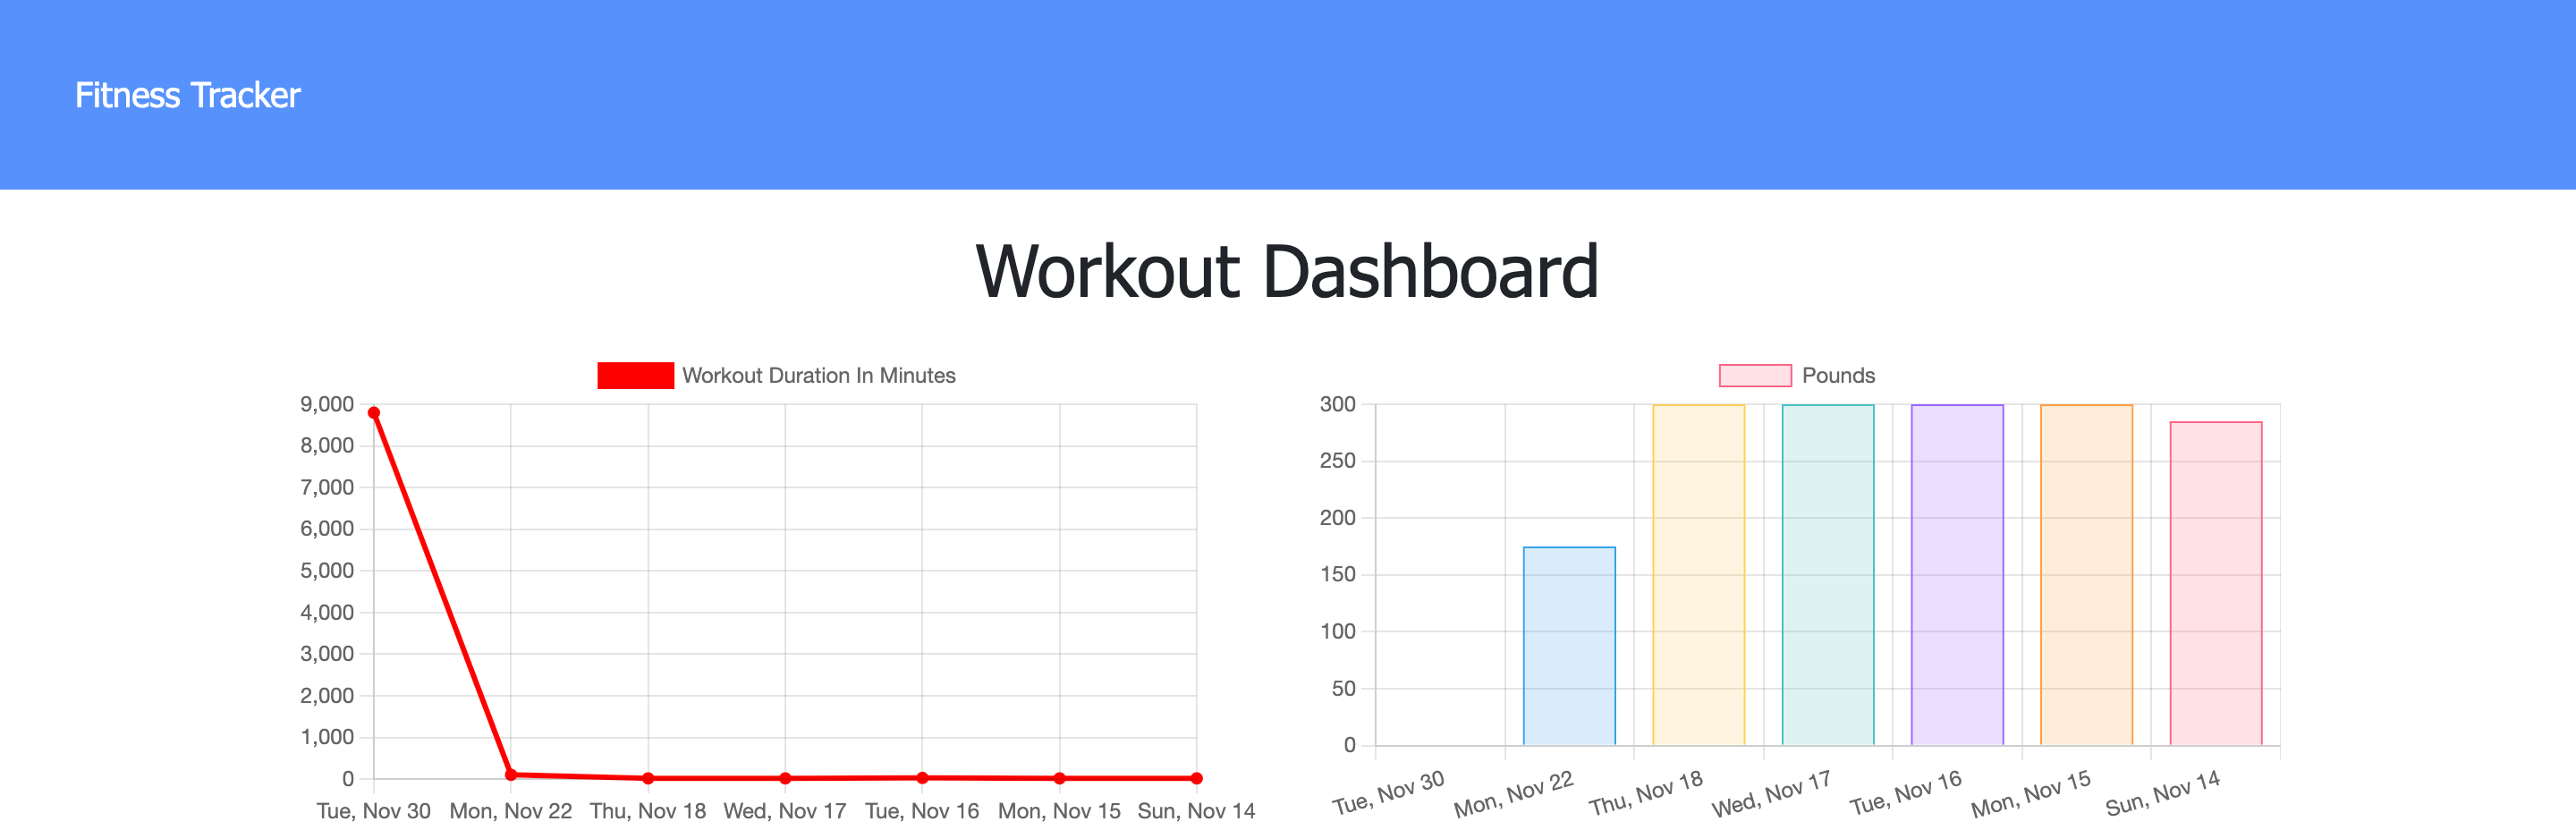 Fitness Tracker
Workout Dashboard
Workout Duration In Minutes
9,000
8,000
7,000
6,000
5,000
4,000
3,000
2,000
1,000
0
Tue, Nov 30 Mon, Nov 22 Thu, Nov 18 Wed, Nov 17 Tue, Nov 16 Mon, Nov 15 Sun, Nov 14
Pounds
300
250
200
150
100
50
0
Tue, Nov 30 Mon, Nov 22 Thu, Nov 18 Wed, Nov 17 Tue, Nov 16 Mon, Nov 15 Sun, Nov 14